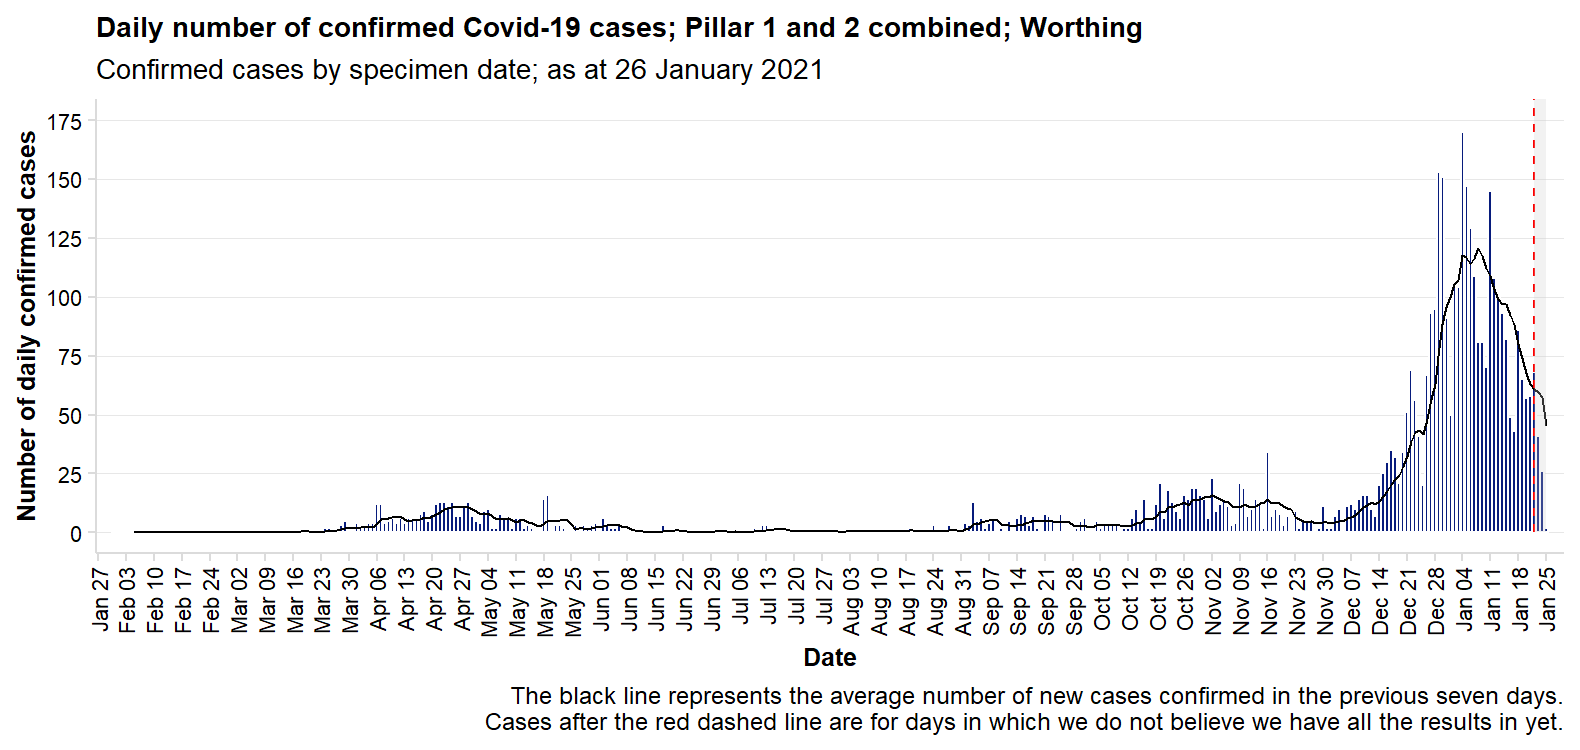 Daily number of confirmed Covid-19 cases; Pillar 1 and 2 combined; Worthing
Confirmed cases by specimen date; as at 26 January 2021
Number of daily confirmed cases
175
150
125
100
75
50
25
0
Jan 27
Feb 03
Feb 10
Feb 17
Feb 24
Mar 02
Mar 09
Mar 16
Mar 23
Mar 30
Apr 06
Apr 13
Apr 20
Apr 27
May 04
May 11
May 18
May 25
Jun 01
Jun 08
Jun 15
Jun 22
Jun 29
Jul 06
Jul 13
Jul 20
Jul 27
Aug 03
Aug 10
Aug 17
Aug 24
Aug 31
Sep 07
Sep 14
Sep 21
Sep 28
Oct 05
Oct 12
Oct 19
Oct 26
Nov 02
Nov 09
Nov 16
Nov 23
Nov 30
Dec 07
Dec 14
Dec 21
Dec 28
Jan 04
Jan 11
Jan 18
Jan 25
Date
The black line represents the average number of new cases confirmed in the previous seven days.
Cases after the red dashed line are for days in which we do not believe we have all the results in yet.